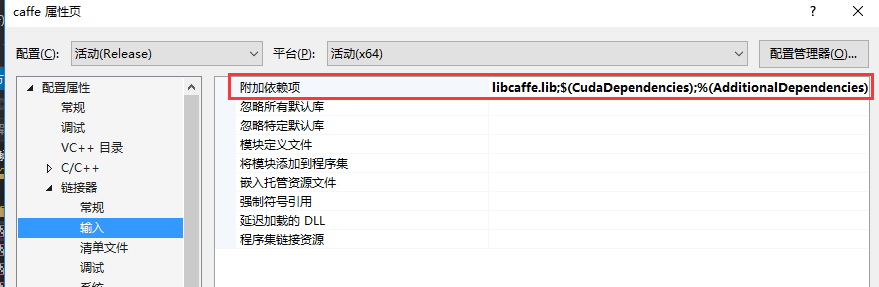 caffe 属性页
配置(C): 活动(Release) 平台(P): 活动(x64) 配置管理器(O)...
配置属性
常规
调试
VC++ 目录
C/C++
链接器
常规
输入
清单文件
调试
系统
附加依赖项 libcaffe.lib;$(CudaDependencies);%(AdditionalDependencies)
忽略所有默认库
忽略特定默认库
模块定义文件
将模块添加到程序集
嵌入托管资源文件
强制符号引用
延迟加载的 DLL
程序集链接资源